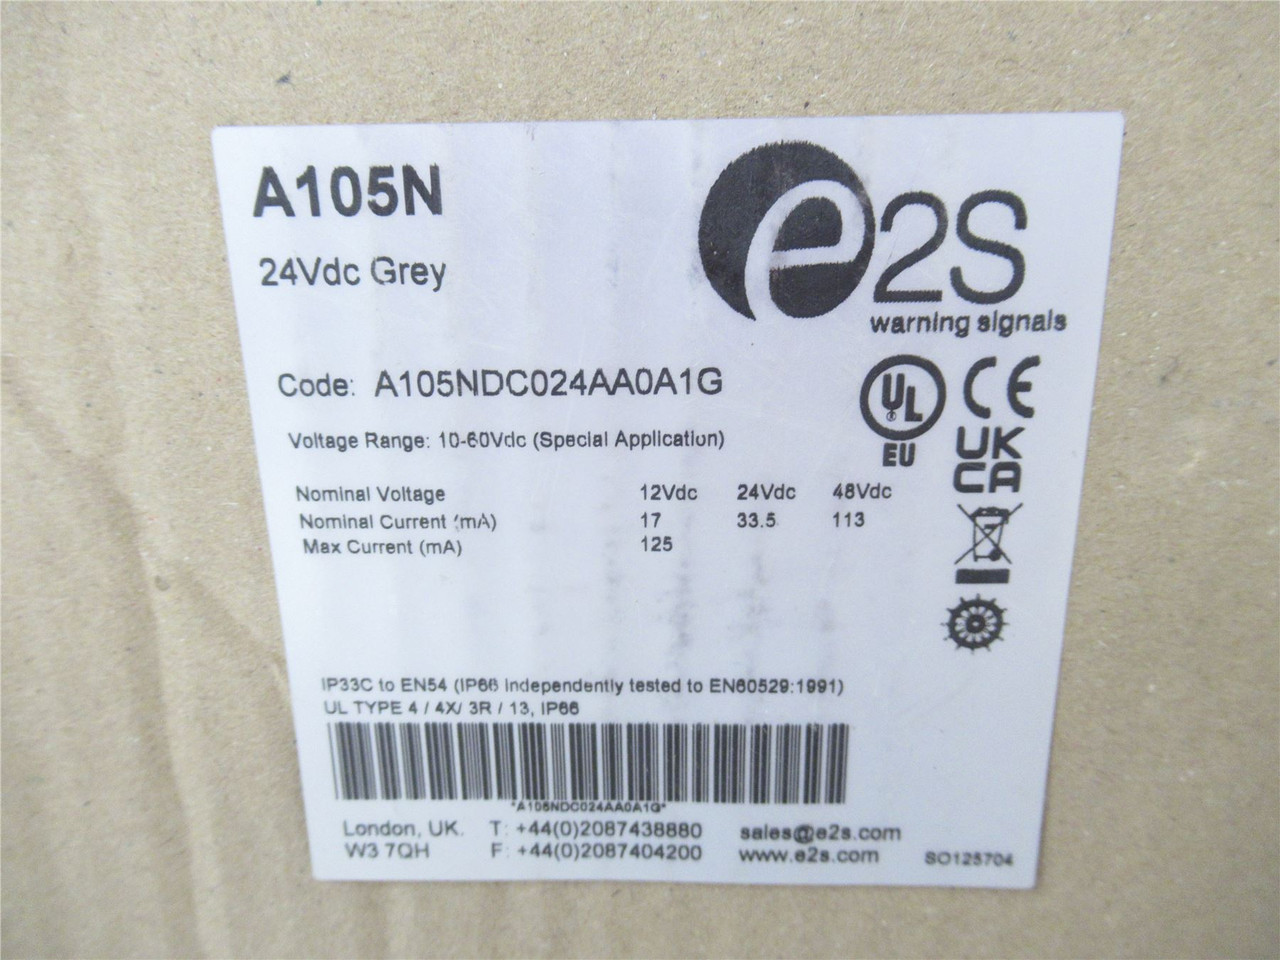 A105N
24Vdc Grey
e2S
warning signals
Code: A105NDC024AA0A1G
Voltage Range: 10-60Vdc (Special Application)
UL
®
EU
CE
UK
CA
Nominal Voltage 12Vdc 24Vdc 48Vdc
Nominal Current (mA) 17 33.5 113
Max Current (mA) 125
IP33C to EN54 (IP66 Independently tested to EN60529:1991)
UL TYPE 4 / 4X/ 3R / 13, IP66
*A105NDC024AA0A1G*
London, UK. T: +44(0)2087438880 sales@e2s.com
W3 7QH F: +44(0)2087404200 www.e2s.com SO125704